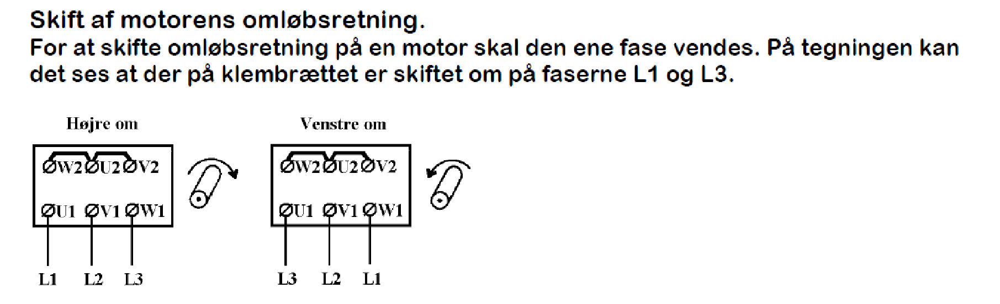 Skift af motorens omløbsretning.
For at skifte omløbsretning på en motor skal den ene fase vendes. På tegningen kan
det ses at der på klembrættet er skiftet om på faserne L1 og L3.
Højre om
W2 U2 V2
U1 V1 W1
L1 L2 L3
Venstre om
W2 U2 V2
U1 V1 W1
L3 L2 L1